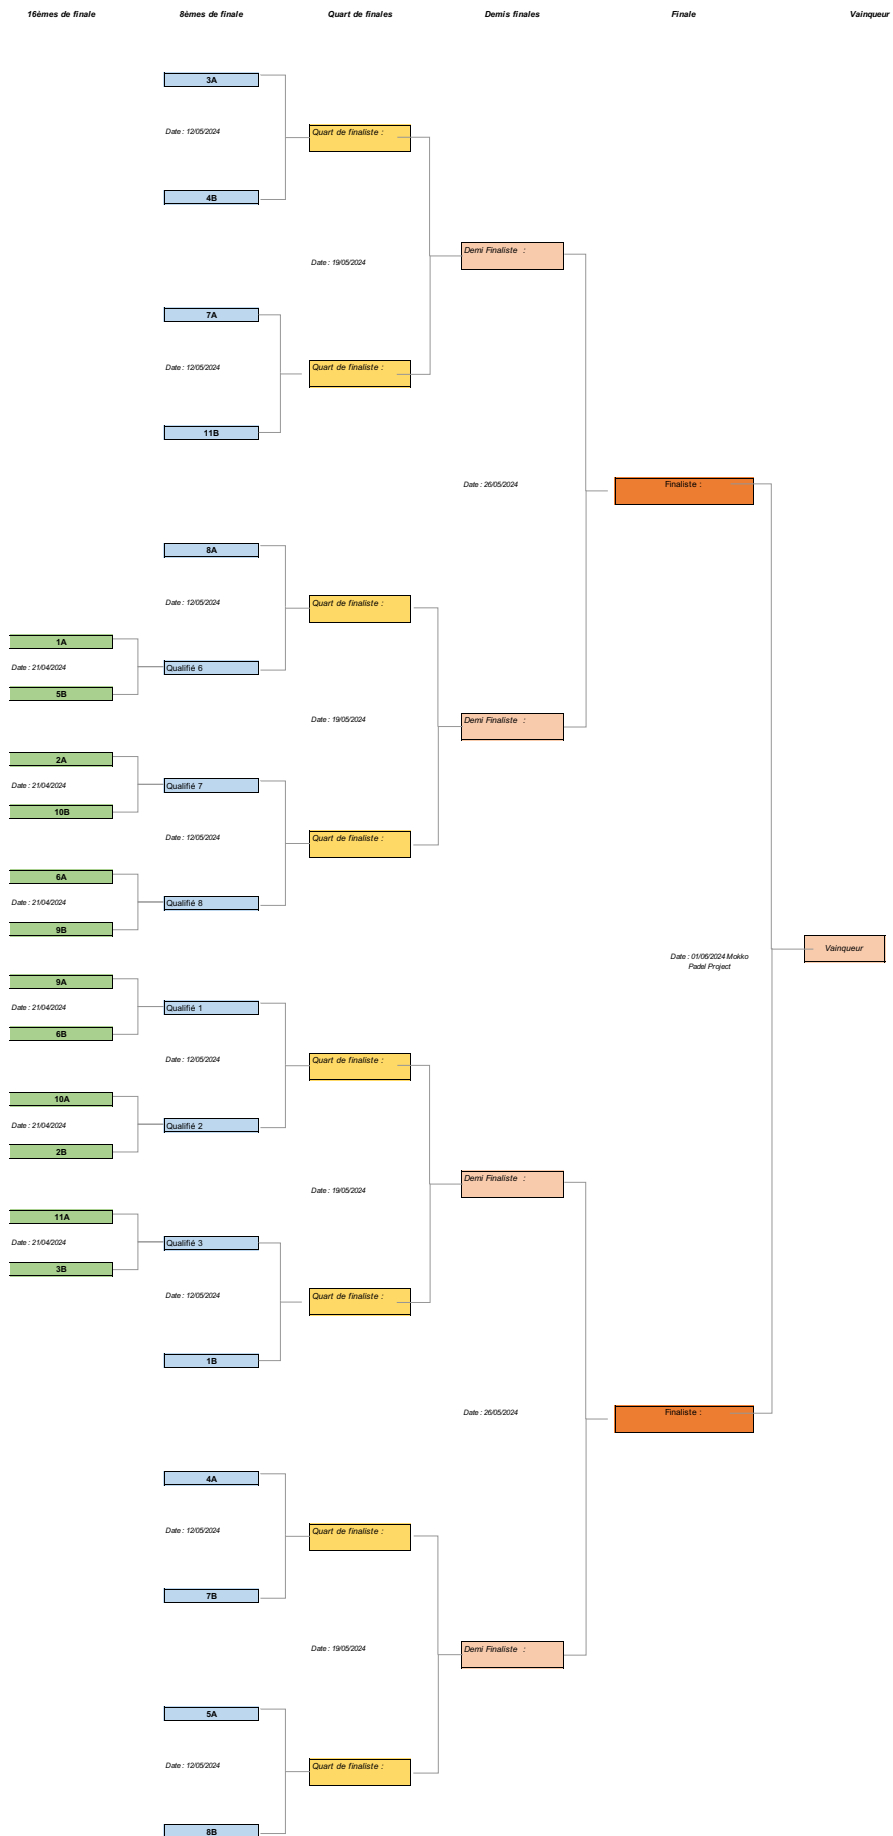 16èmes de finale
8èmes de finale
Quart de finales
Demis finales
Finale
Vainqueur
3A
Date : 12/05/2024
Quart de finaliste :
4B
Demi Finaliste :
Date : 19/05/2024
7A
Date : 12/05/2024
Quart de finaliste :
11B
Date : 26/05/2024
Finaliste :
8A
Date : 12/05/2024
Quart de finaliste :
1A
Date : 21/04/2024
Qualifié 6
5B
Date : 19/05/2024
Demi Finaliste :
2A
Date : 21/04/2024
Qualifié 7
10B
Date : 12/05/2024
Quart de finaliste :
6A
Date : 21/04/2024
Qualifié 8
9B
Date : 01/06/2024 Mokko
Padel Project
Vainqueur
9A
Date : 21/04/2024
Qualifié 1
6B
Date : 12/05/2024
Quart de finaliste :
10A
Date : 21/04/2024
Qualifié 2
2B
Demi Finaliste :
Date : 19/05/2024
11A
Date : 21/04/2024
Qualifié 3
3B
Date : 12/05/2024
Quart de finaliste :
1B
Date : 26/05/2024
Finaliste :
4A
Date : 12/05/2024
Quart de finaliste :
7B
Date : 19/05/2024
Demi Finaliste :
5A
Date : 12/05/2024
Quart de finaliste :
8B